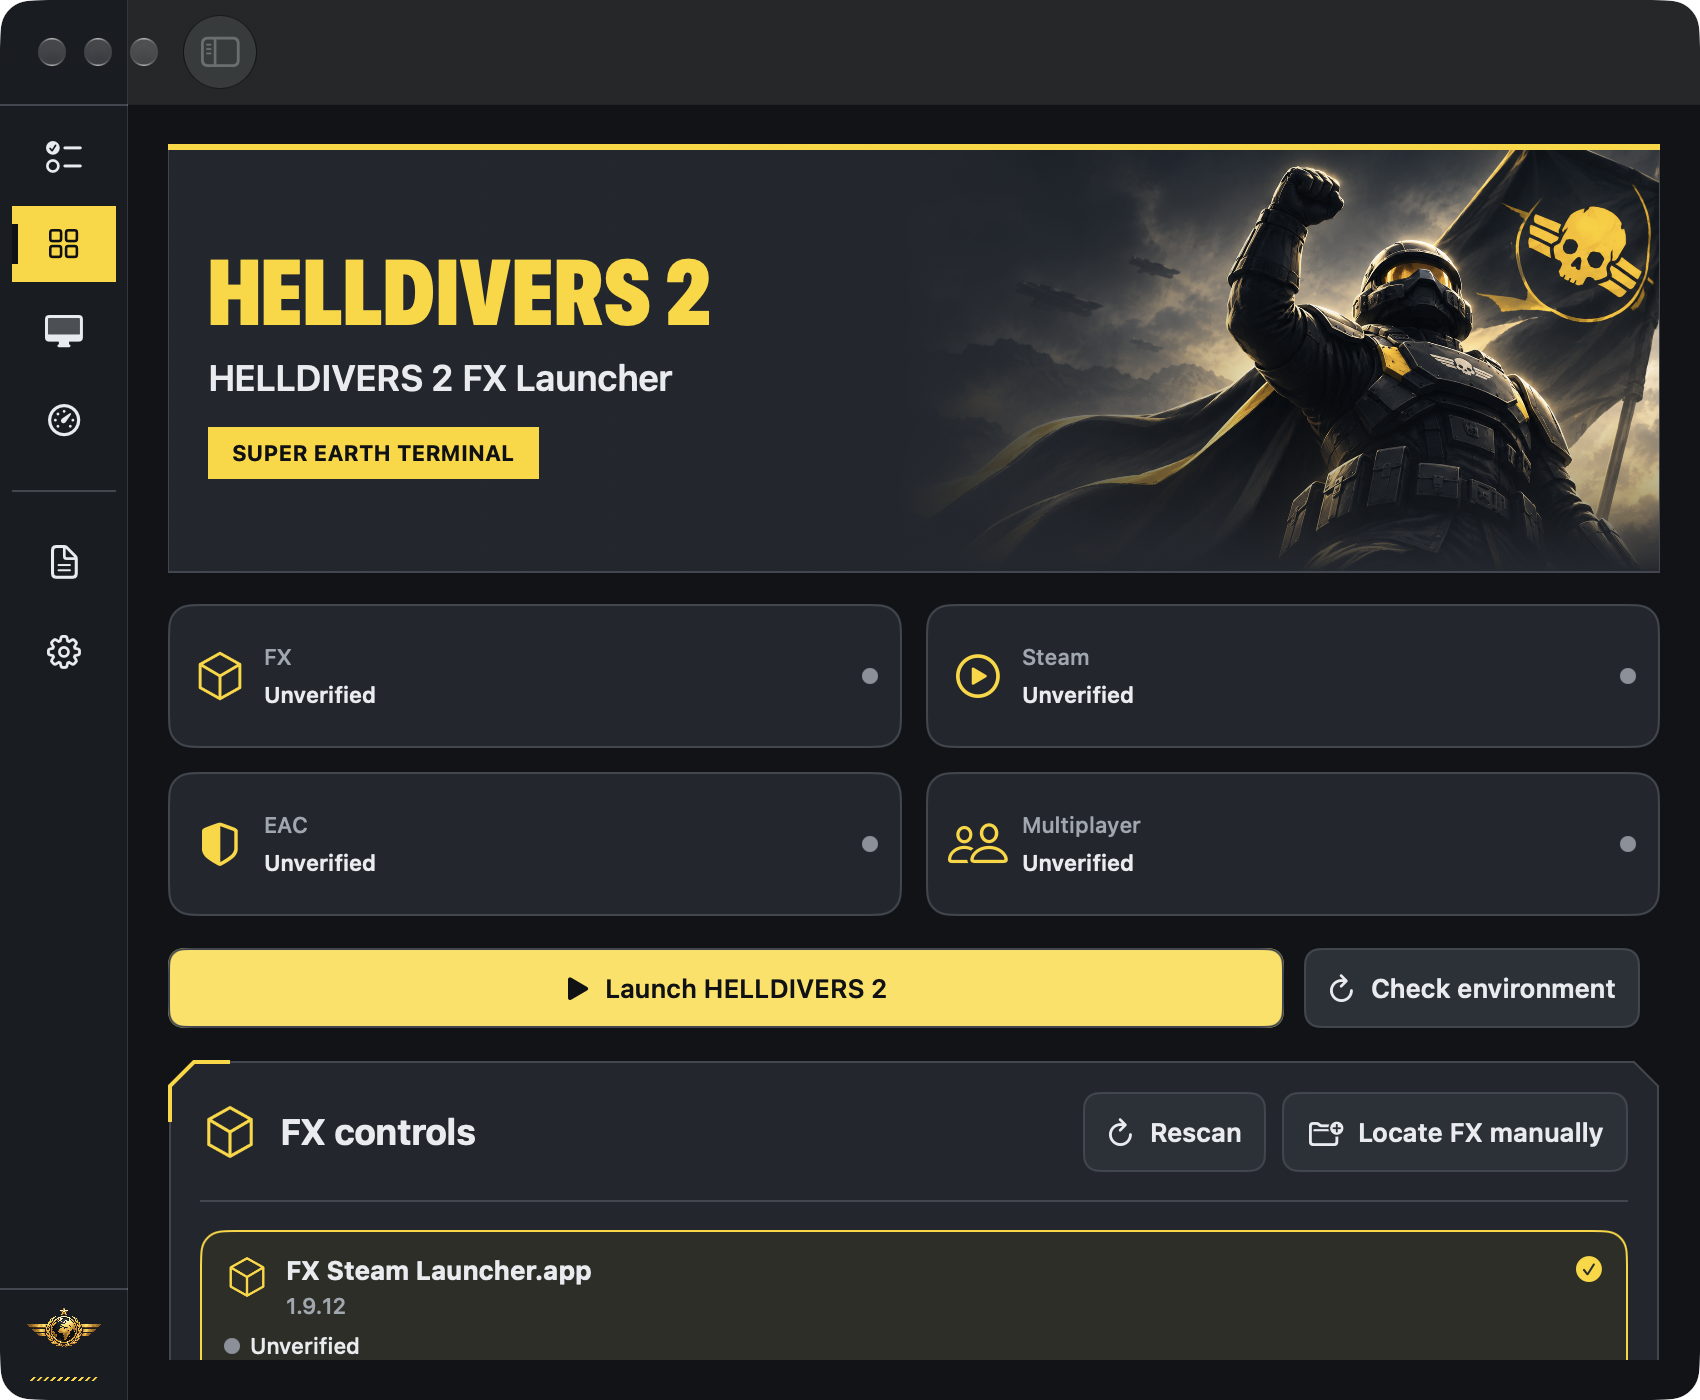 HELLDIVERS 2
HELLDIVERS 2 FX Launcher
SUPER EARTH TERMINAL
FX
Unverified
Steam
Unverified
EAC
Unverified
Multiplayer
Unverified
Launch HELLDIVERS 2
Check environment
FX controls
Rescan
Locate FX manually
FX Steam Launcher.app
1.9.12
Unverified